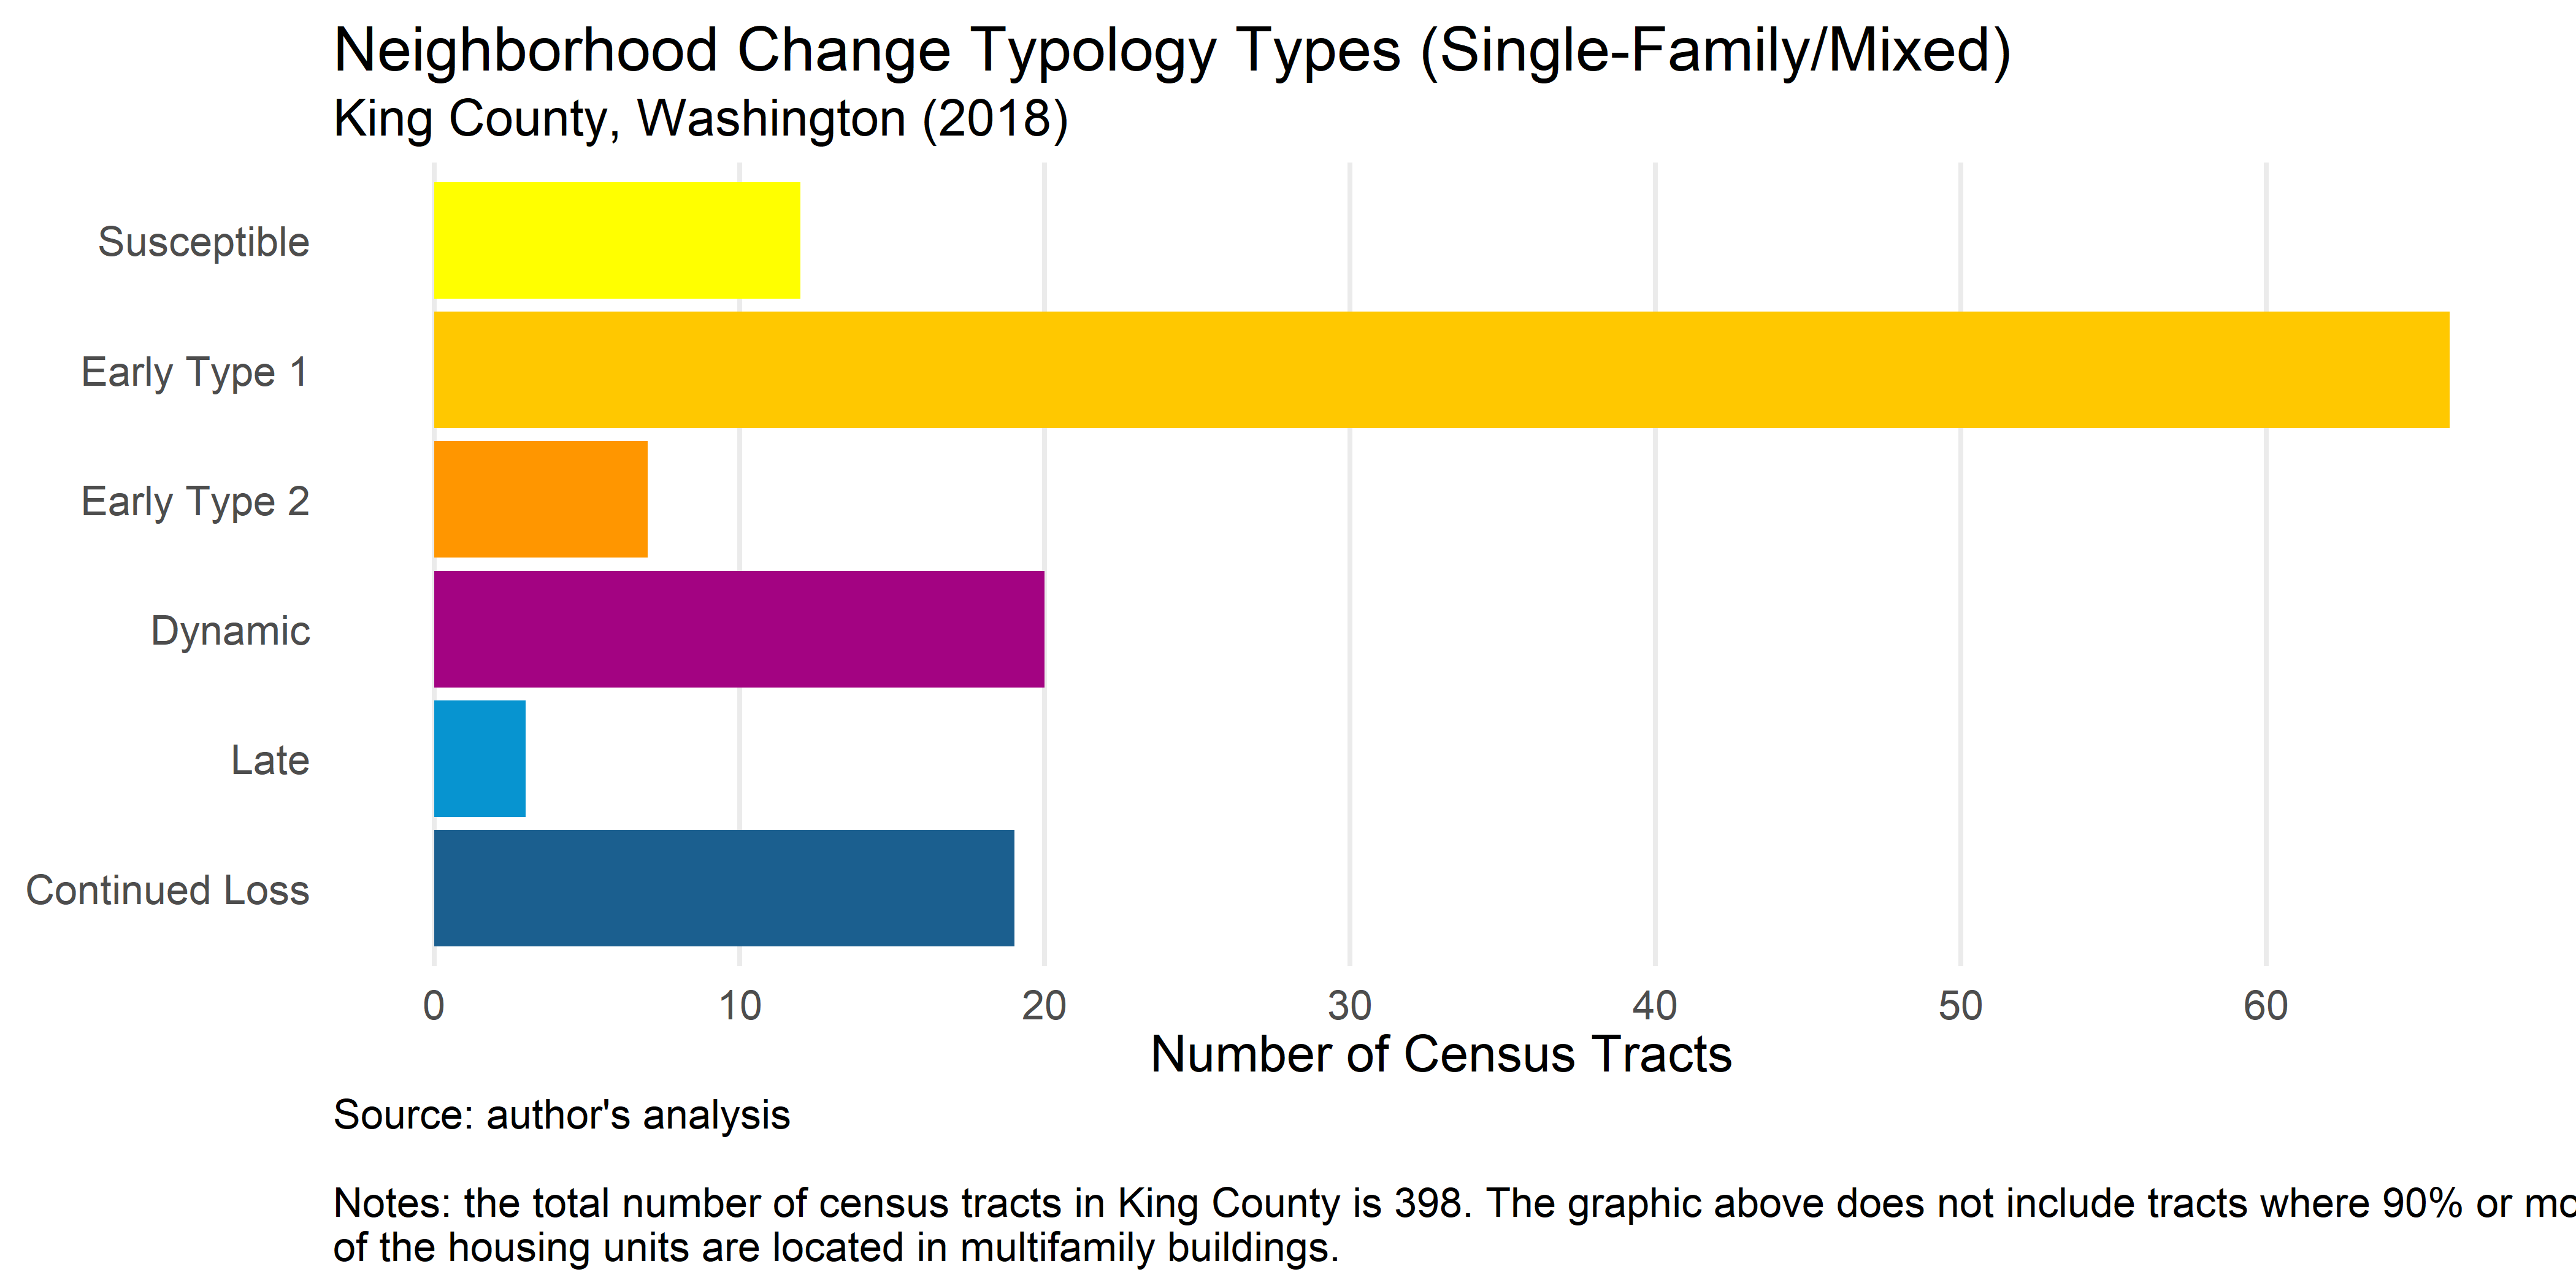 Neighborhood Change Typology Types (Single-Family/Mixed)
King County, Washington (2018)
Susceptible
Early Type 1
Early Type 2
Dynamic
Late
Continued Loss
0 10 20 30 40 50 60
Number of Census Tracts
Source: author's analysis
Notes: the total number of census tracts in King County is 398. The graphic above does not include tracts where 90% or
of the housing units are located in multifamily buildings.